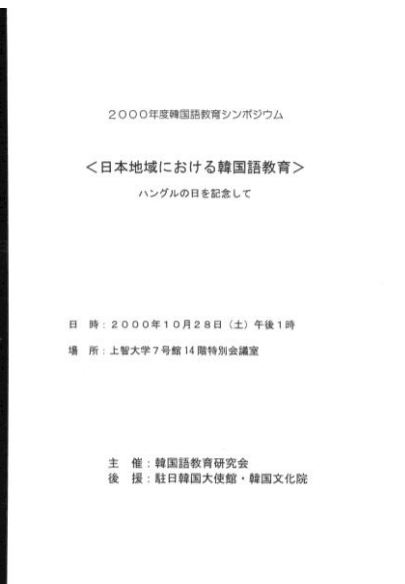 ２０００年度韓国語教育シンポジウム
＜日本地域における韓国語教育＞
ハングルの日を記念して
日　時：２０００年１０月２８日（土）午後１時
場　所：上智大学７号館14階特別会議室
主　催：韓国語教育研究会
後　援：駐日韓国大使館・韓国文化院